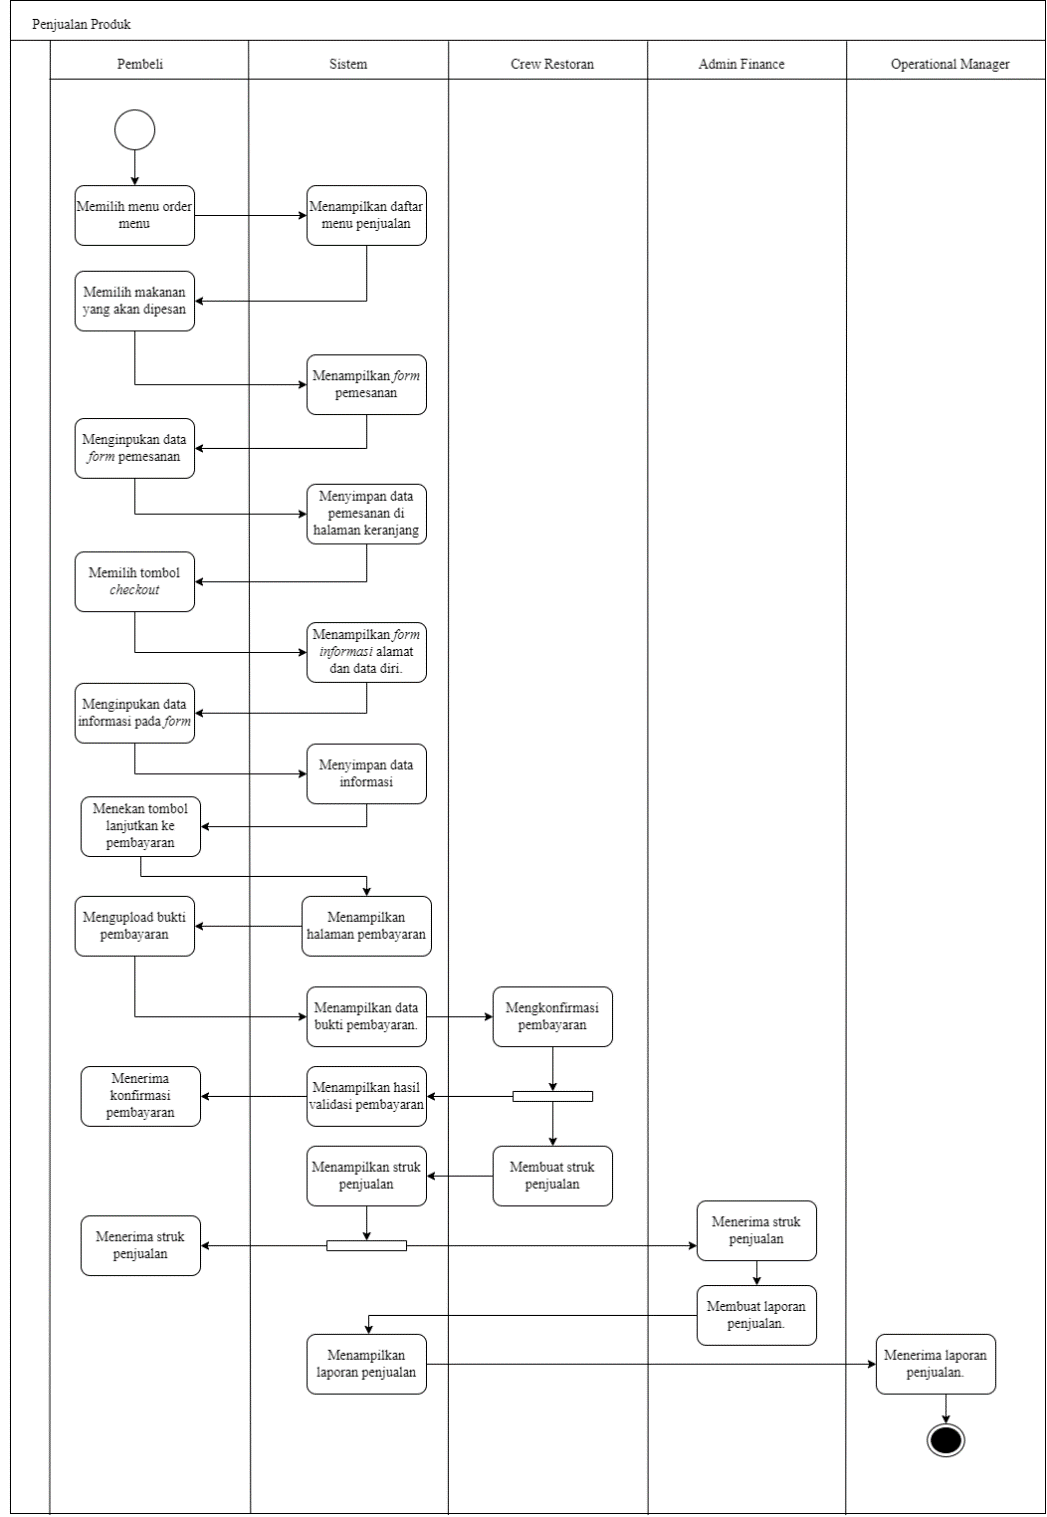 Penjualan Produk
Pembeli
Sistem
Crew Restoran
Admin Finance
Operational Manager
Memilih menu order
menu
Menampilkan daftar
menu penjualan
Memilih makanan
yang akan dipesan
Menampilkan form
pemesanan
Menginpukan data
form pemesanan
Menyimpan data
pemesanan di
halaman keranjang
Memilih tombol
checkout
Menampilkan form
informasi alamat
dan data diri.
Menginpukan data
informasi pada form
Menyimpan data
informasi
Menekan tombol
lanjutkan ke
pembayaran
Menampilkan
halaman pembayaran
Mengupload bukti
pembayaran
Menampilkan data
bukti pembayaran.
Mengkonfirmasi
pembayaran
Menampilkan hasil
validasi pembayaran
Menerima
konfirmasi
pembayaran
Membuat struk
penjualan
Menampilkan struk
penjualan
Menerima struk
penjualan
Menerima struk
penjualan
Membuat laporan
penjualan.
Menampilkan
laporan penjualan
Menerima laporan
penjualan.